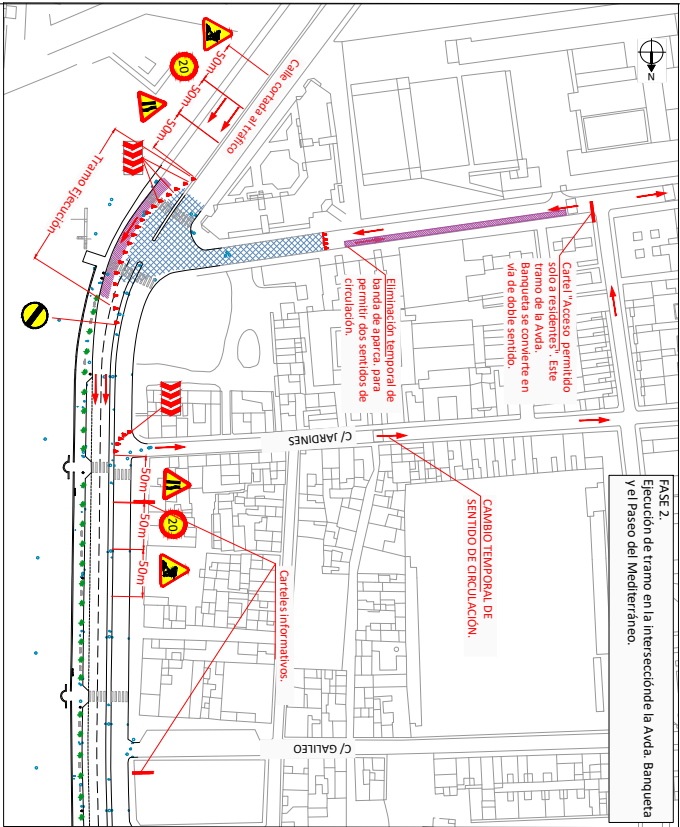 FASE 2.
Ejecución de tramo en la intersecciónde la Avda. Banqueta
y el Paseo del Mediterráneo.
N
Cartel "Acceso permitido
solo a residentes". Este
tramo de la Avda.
Banqueta se convierte en
vía de doble sentido.
Eliminación temporal de
banda de aparca. para
permitir dos sentidos de
circulación.
Calle cortada al tráfico
50m
50m
50m
20
Tramo Ejecución
C/ JARDINES
CAMBIO TEMPORAL DE
SENTIDO DE CIRCULACIÓN.
50m
50m
50m
20
Carteles informativos.
C/ GALILEO